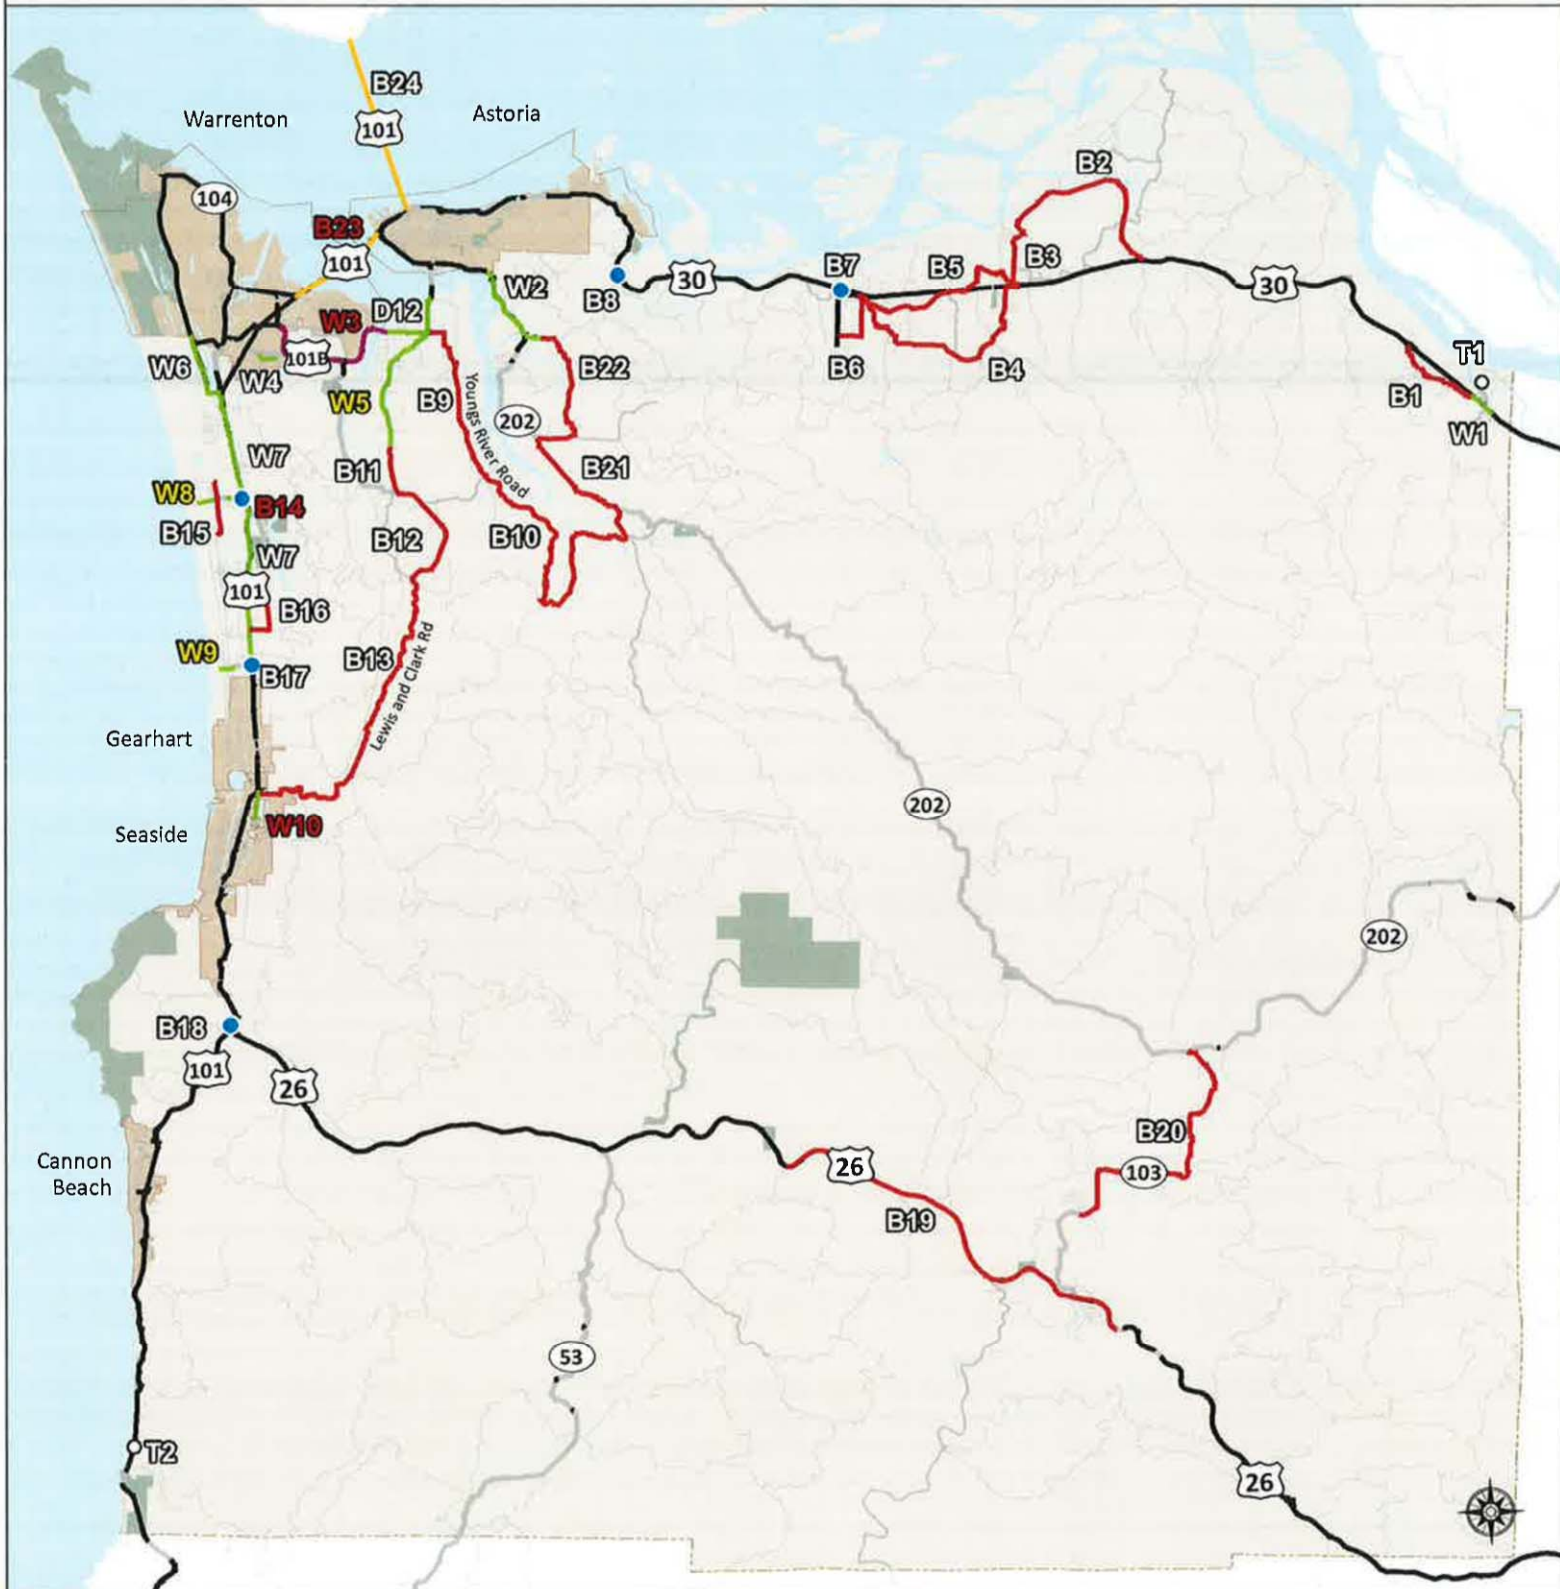 B24
101
Warrenton
Astoria
B2
104
B23
101
B3
B7
B5
W2
30
B8
30
D12
W3
101B
T1
W6
W4
B6
B4
B22
B1
W5
B9
Youngs River Road
202
W1
W7
B11
B21
W8
B14
B15
B12
B10
W7
101
B16
W9
B13
B17
Lewis and Clark Rd
Gearhart
202
W10
Seaside
202
B18
101
26
B20
Cannon
Beach
26
103
B19
53
T2
26